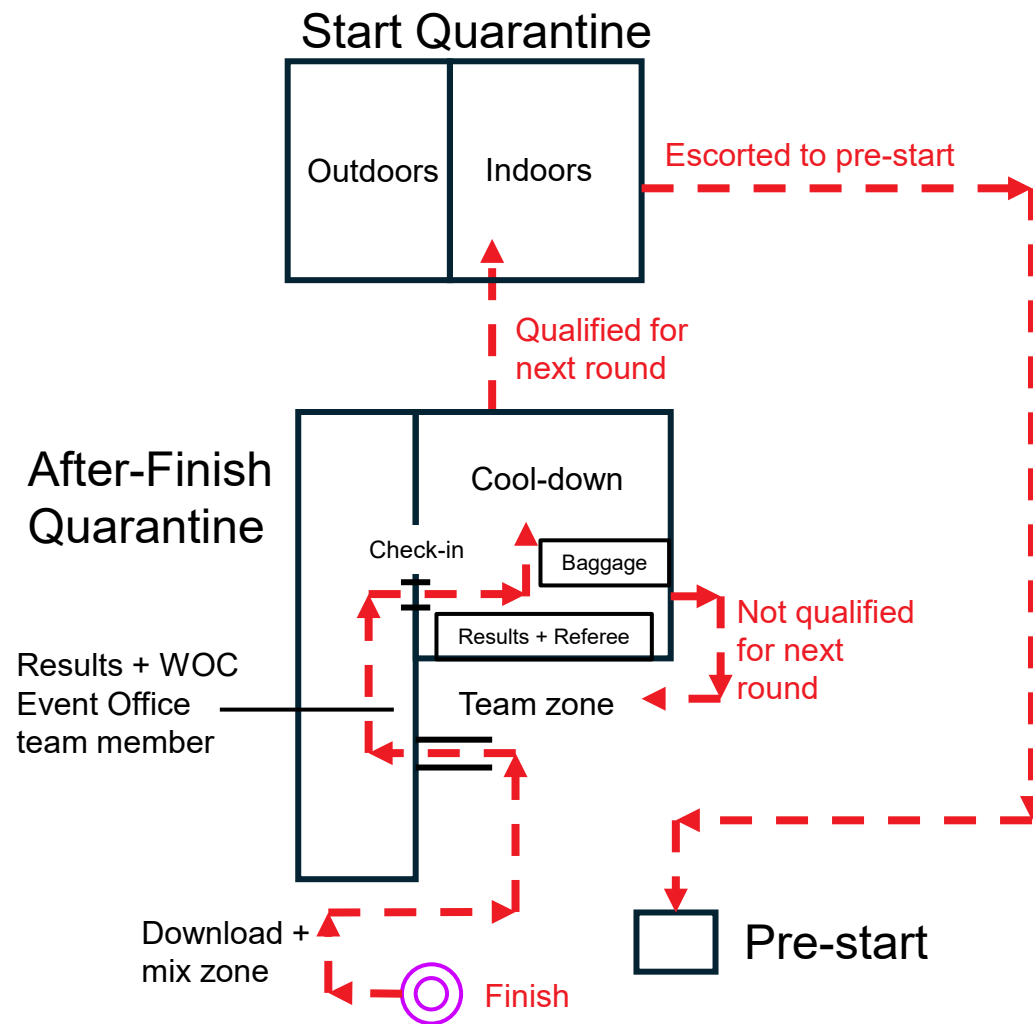 Start Quarantine
Outdoors
Indoors
Escorted to pre-start
Qualified for
next round
After-Finish
Quarantine
Cool-down
Check-in
Baggage
Results + Referee
Not qualified
for next
round
Results + WOC
Event Office
team member
Team zone
Download +
mix zone
Finish
Pre-start